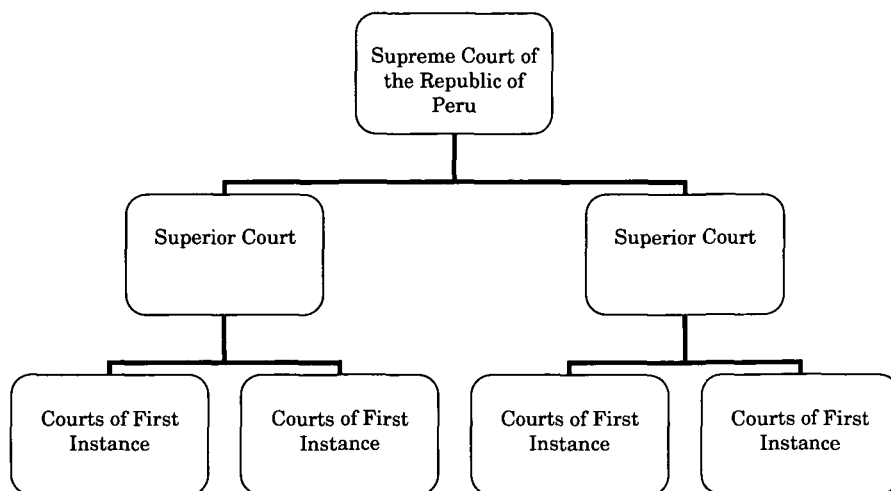 Supreme Court of
the Republic of
Peru
Superior Court
Superior Court
Courts of First
Instance
Courts of First
Instance
Courts of First
Instance
Courts of First
Instance